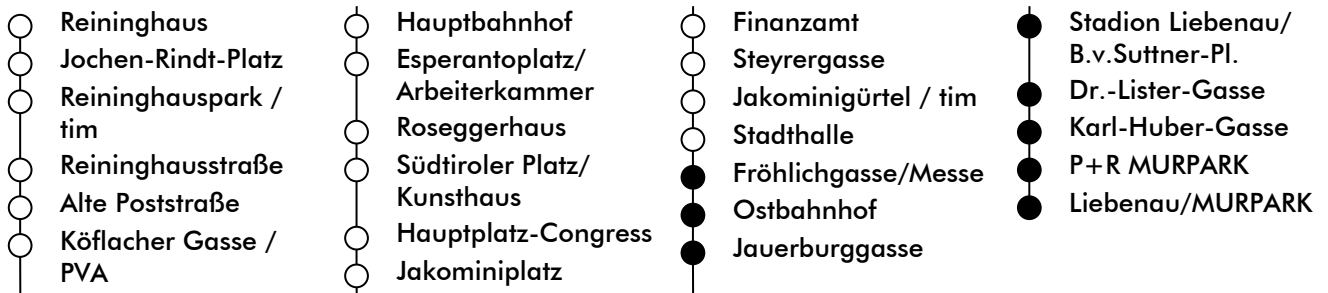 Reininghaus
Jochen-Rindt-Platz
Reininghauspark /
tim
Reininghausstraße
Alte Poststraße
Köflacher Gasse /
PVA
Hauptbahnhof
Esperantoplatz/
Arbeiterkammer
Roseggerhaus
Südtiroler Platz/
Kunsthaus
Hauptplatz-Congress
Jakominiplatz
Finanzamt
Steyrergasse
Jakominigürtel / tim
Stadthalle
Fröhlichgasse/Messe
Ostbahnhof
Jauerburggasse
Stadion Liebenau/
B.v.Suttner-Pl.
Dr.-Lister-Gasse
Karl-Huber-Gasse
P+R MURPARK
Liebenau/MURPARK